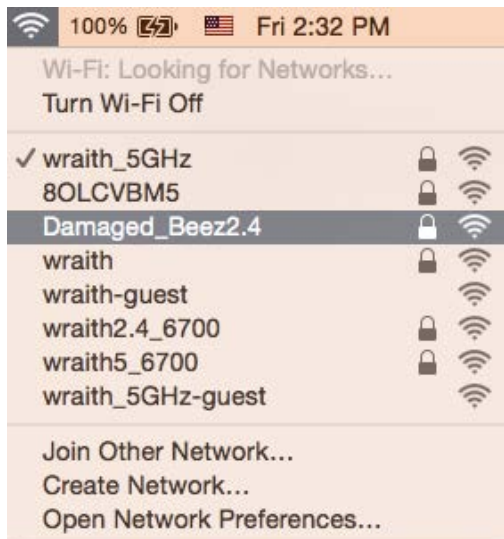 100% Fri 2:32 PM
Wi-Fi: Looking for Networks...
Turn Wi-Fi Off
wraith_5GHz
8OLCVBM5
Damaged_Beez2.4
wraith
wraith-guest
wraith2.4_6700
wraith5_6700
wraith_5GHz-guest
Join Other Network...
Create Network...
Open Network Preferences...